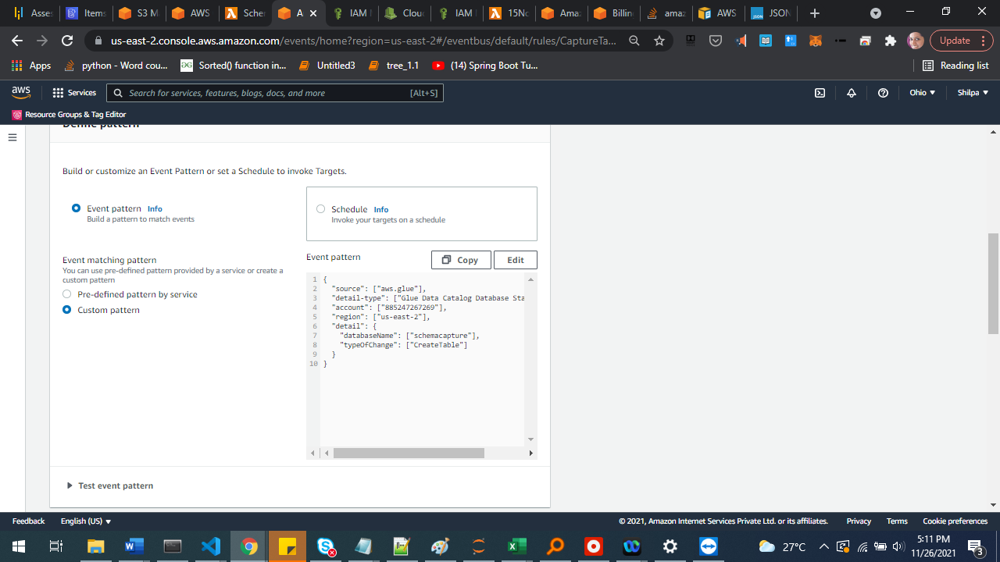 Asses
Items
S3 M
AWS
Scher
A
IAM
Clou
IAM
15No
Ama
Billin
amaz
AWS
JSON
us-east-2.console.aws.amazon.com/events/home?region=us-east-2#/eventbus/default/rules/CaptureTa...
Update
Apps
python - Word cou...
Sorted() function in...
Untitled3
tree_1.1
(14) Spring Boot Tu...
Reading list
aws
Services
Search for services, features, blogs, docs, and more
[Alt+S]
Ohio
Shilpa
Resource Groups & Tag Editor
Define pattern
Build or customize an Event Pattern or set a Schedule to invoke Targets.
Event pattern Info
Build a pattern to match events
Schedule Info
Invoke your targets on a schedule
Event matching pattern
You can use pre-defined pattern provided by a service or create a
custom pattern
Pre-defined pattern by service
Custom pattern
Event pattern
Copy
Edit
1 {
2 "source": ["aws.glue"],
3 "detail-type": ["Glue Data Catalog Database Sta
4 "account": ["885247267269"],
5 "region": ["us-east-2"],
6 "detail": {
7 "databaseName": ["schemacapture"],
8 "typeOfChange": ["CreateTable"]
9 }
10 }
Test event pattern
Feedback
English (US)
© 2021, Amazon Internet Services Private Ltd. or its affiliates.
Privacy
Terms
Cookie preferences
27°C
5:11 PM
11/26/2021
3